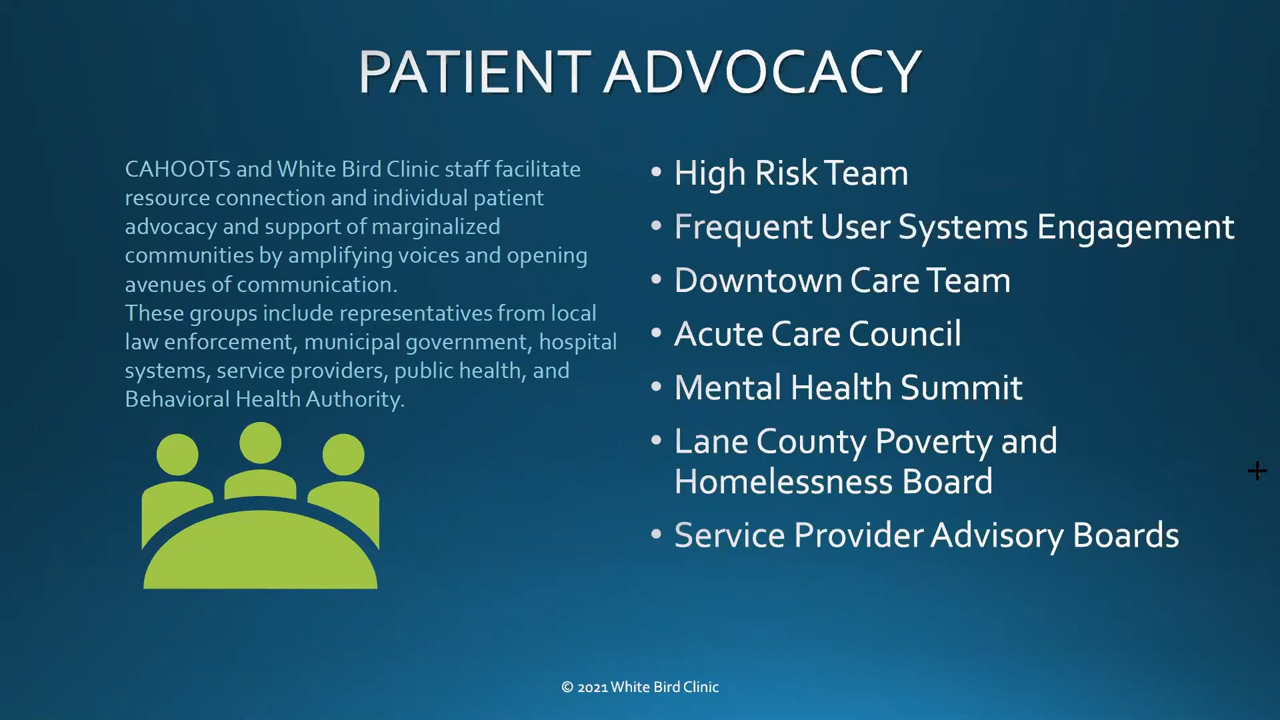 PATIENT ADVOCACY
CAHOOTS and White Bird Clinic staff facilitate
resource connection and individual patient
advocacy and support of marginalized
communities by amplifying voices and opening
avenues of communication.
These groups include representatives from local
law enforcement, municipal government, hospital
systems, service providers, public health, and
Behavioral Health Authority.
• High Risk Team
• Frequent User Systems Engagement
• Downtown Care Team
• Acute Care Council
• Mental Health Summit
• Lane County Poverty and
Homelessness Board
• Service Provider Advisory Boards
© 2021 White Bird Clinic